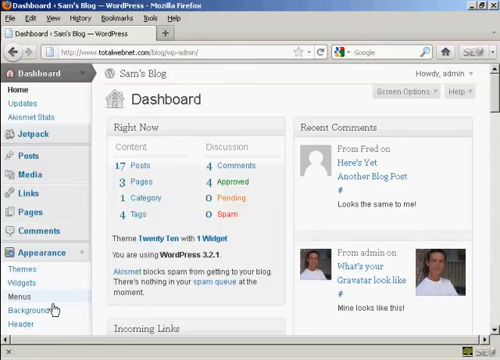 Dashboard ‹ Sam's Blog — WordPress - Mozilla Firefox
File Edit View History Bookmarks Tools Help
Dashboard ‹ Sam's Blog — WordPress
http://www.totalwebnet.com/blog/wp-admin/
Google
SEO
Dashboard
Home
Updates
Akismet Stats
Jetpack
Posts
Media
Links
Pages
Comments
Appearance
Themes
Widgets
Menus
Background
Header
Sam's Blog
Howdy, admin
Screen Options
Help
Dashboard
Right Now
Content
Discussion
17 Posts
4 Comments
3 Pages
4 Approved
1 Category
0 Pending
4 Tags
0 Spam
Theme Twenty Ten with 1 Widget
You are using WordPress 3.2.1.
Akismet blocks spam from getting to your blog.
There's nothing in your spam queue at the
moment.
Incoming Links
Recent Comments
From Fred on
Here's Yet
Another Blog Post
#
Looks the same to me!
From admin on
What's your
Gravatar look like
#
Mine looks like this!
SEO